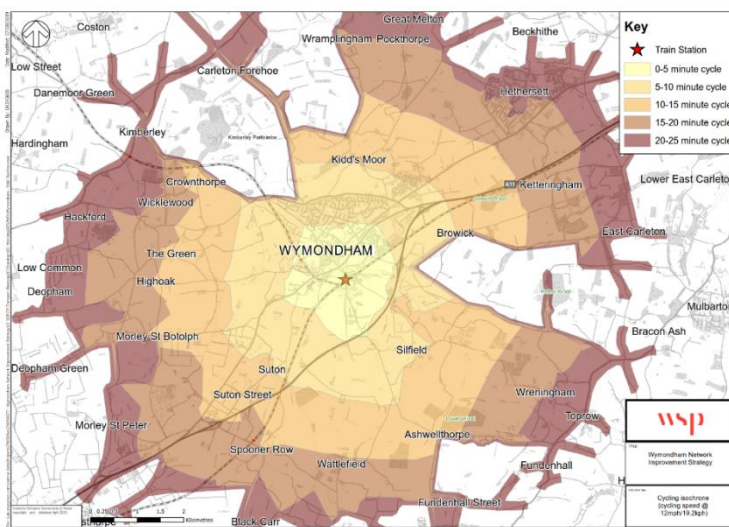 Coston
Great Melton
Wramplingham
Pockthorpe
Beckhithe
Low Street
Carleton Forehoe
Danemoor Green
Hethersett
Hardingham
Kimberley
Kidd's Moor
Crownthorpe
Ketteringham
Lower East Carleton
Wicklewood
Hackford
WYMONDHAM
Browick
East Carleton
The Green
Low Common
Highoak
Deopham
Mulbarton
Bracon Ash
Morley St Botolph
Silfield
Suton
Deopham Green
Suton Street
Wreningham
Toprow
Morley St Peter
Ashwellthorpe
Spooner Row
Wattlefield
Fundenhall
Fundenhall Street
Black Carr
Kilometres
Key
Train Station
0-5 minute cycle
5-10 minute cycle
10-15 minute cycle
15-20 minute cycle
20-25 minute cycle
wsp
Wymondham Network
Improvement Strategy
Cycling isochrone
(cycling speed @
12mph/19.2kph)